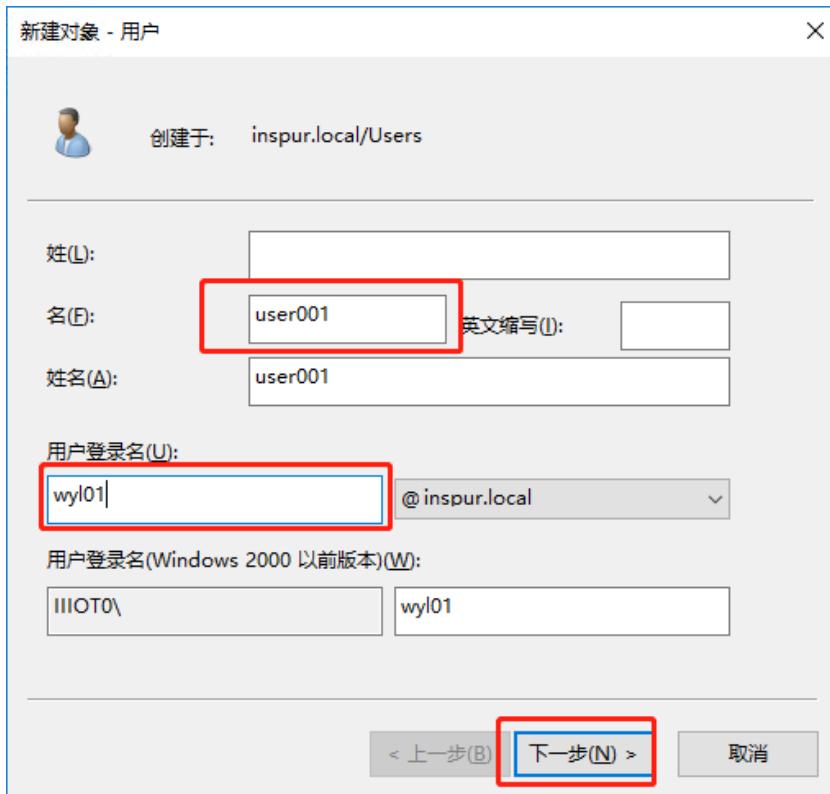 新建对象 - 用户
创建于: inspur.local/Users
姓(L):
名(F): user001 英文缩写(I):
姓名(A): user001
用户登录名(U):
wyl01 @inspur.local
用户登录名(Windows 2000 以前版本)(W):
IIIOT0\ wyl01
< 上一步(B) 下一步(N) > 取消